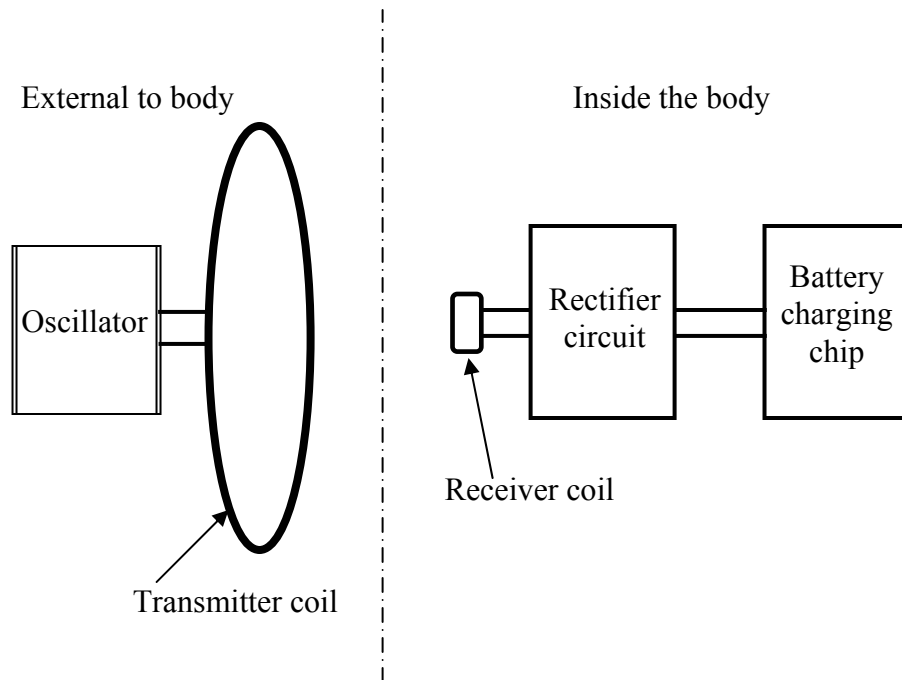 External to body
Inside the body
Oscillator
Rectifier
circuit
Battery
charging
chip
Receiver coil
Transmitter coil